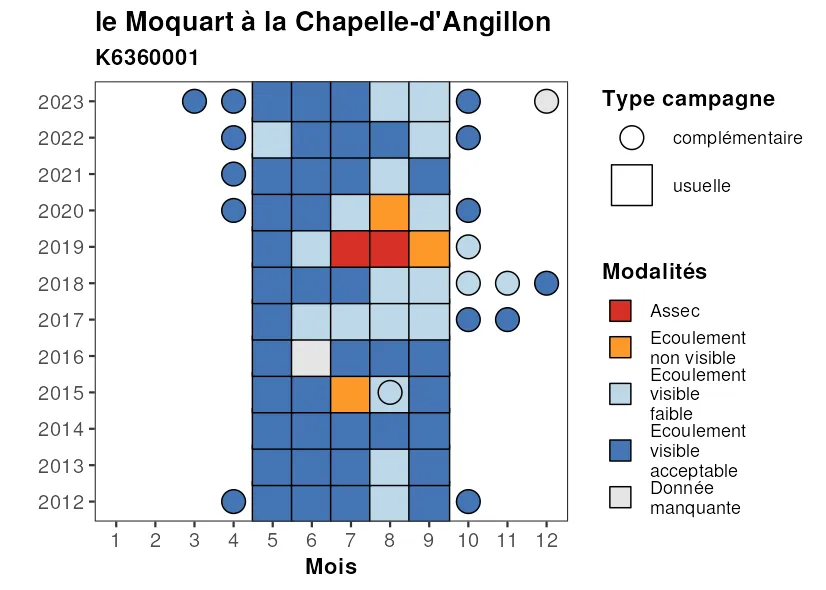 le Moquart à la Chapelle-d'Angillon
K6360001
2023
2022
2021
2020
2019
2018
2017
2016
2015
2014
2013
2012
1 2 3 4 5 6 7 8 9 10 11 12
Mois
Type campagne
complémentaire
usuelle
Modalités
Assec
Ecoulement
non visible
Ecoulement
visible
faible
Ecoulement
visible
acceptable
Donnée
manquante